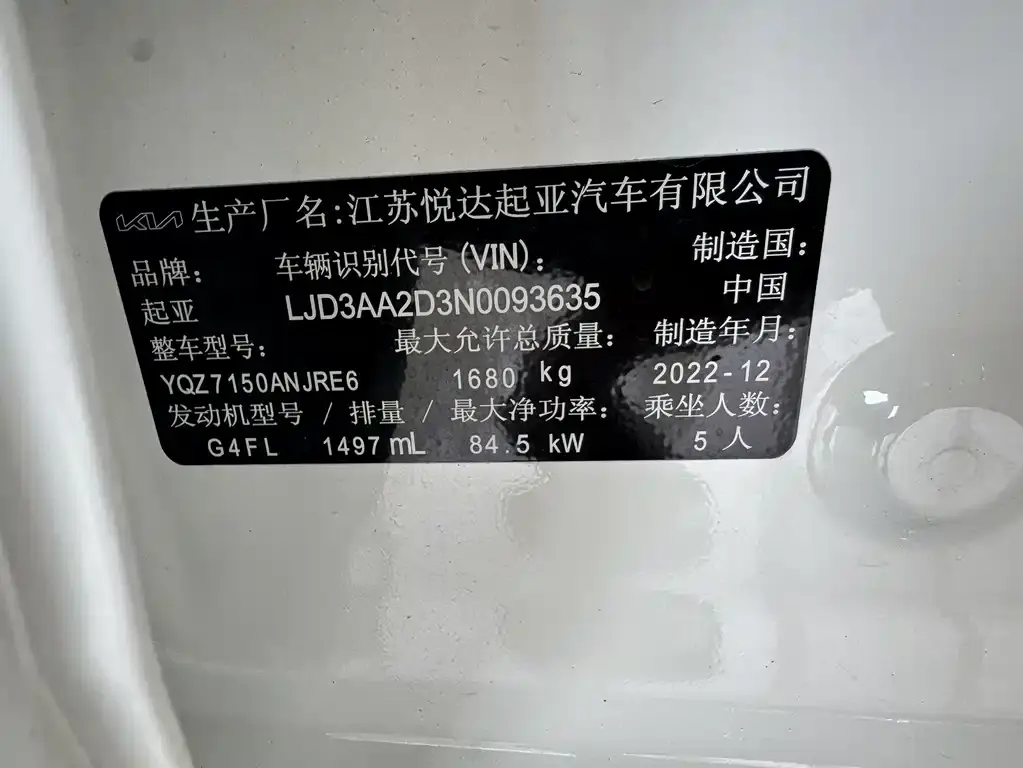 KIA 生产厂名:江苏悦达起亚汽车有限公司
品牌: 车辆识别代号(VIN): 制造国:
起亚 LJD3AA2D3N0093635 中国
整车型号: 最大允许总质量: 制造年月:
YQZ7150ANJRE6 1680 kg 2022-12
发动机型号 / 排量 / 最大净功率: 乘坐人数:
G4FL 1497 mL 84.5 kW 5 人